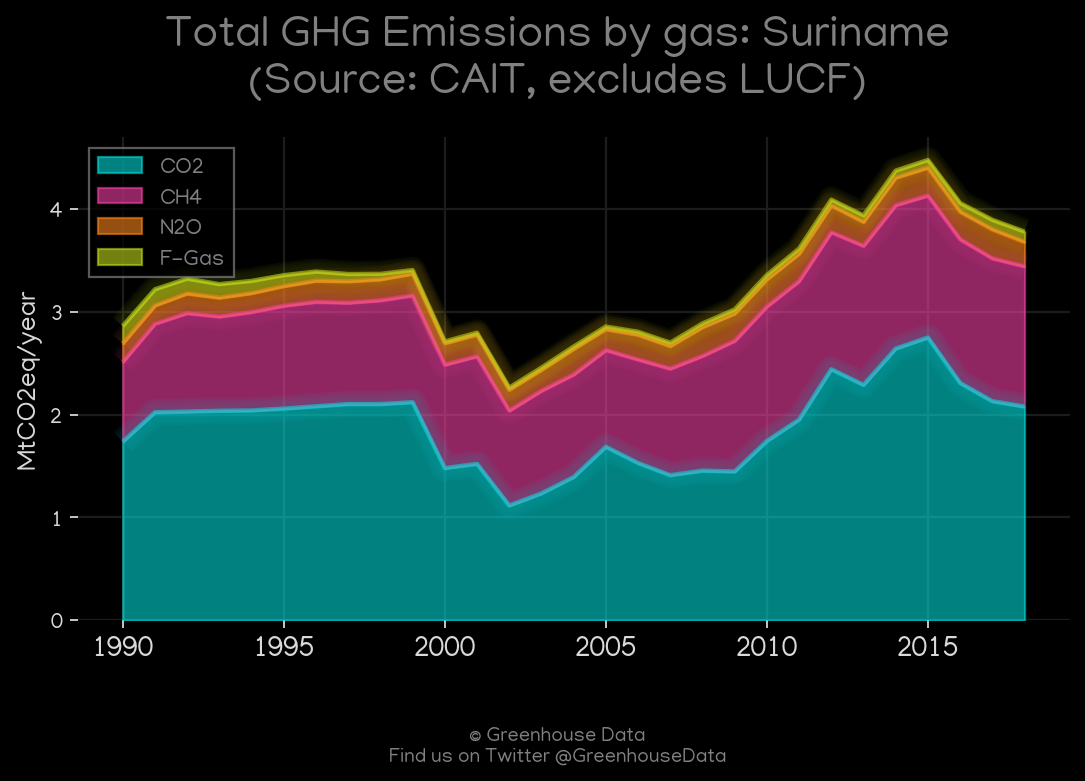 Total GHG Emissions by gas: Suriname
(Source: CAIT, excludes LUCF)
CO2
CH4
N2O
F-Gas
MtCO2eq/year
4
3
2
1
0
1990 1995 2000 2005 2010 2015
© Greenhouse Data
Find us on Twitter @GreenhouseData